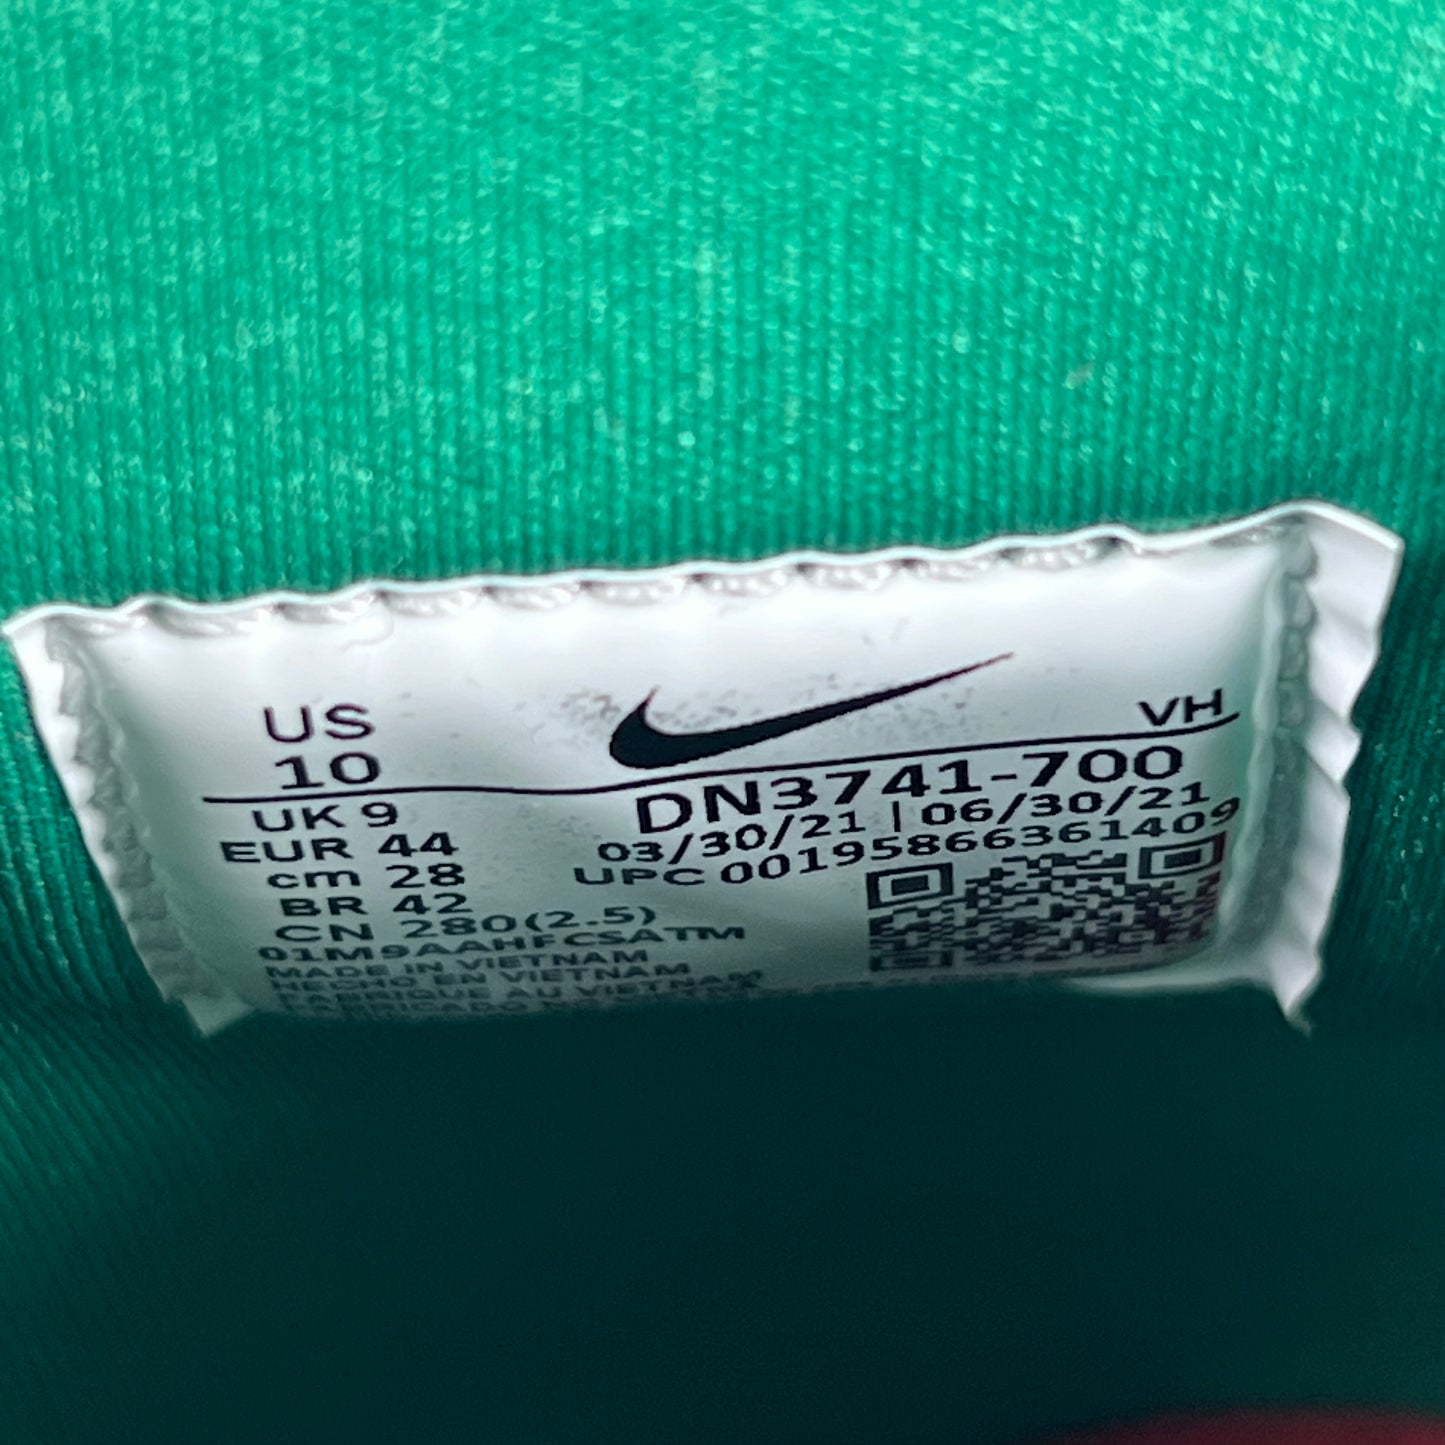 US
10
VH
UK 9
EUR 44
cm 28
BR 42
CN 280(2.5)
DN3741-700
03/30/21 | 06/30/21
UPC 00195866361409
01M9AAHFCSATM
MADE IN VIETNAM
HECHO EN VIETNAM
FABRIQUE AU VIETNAM